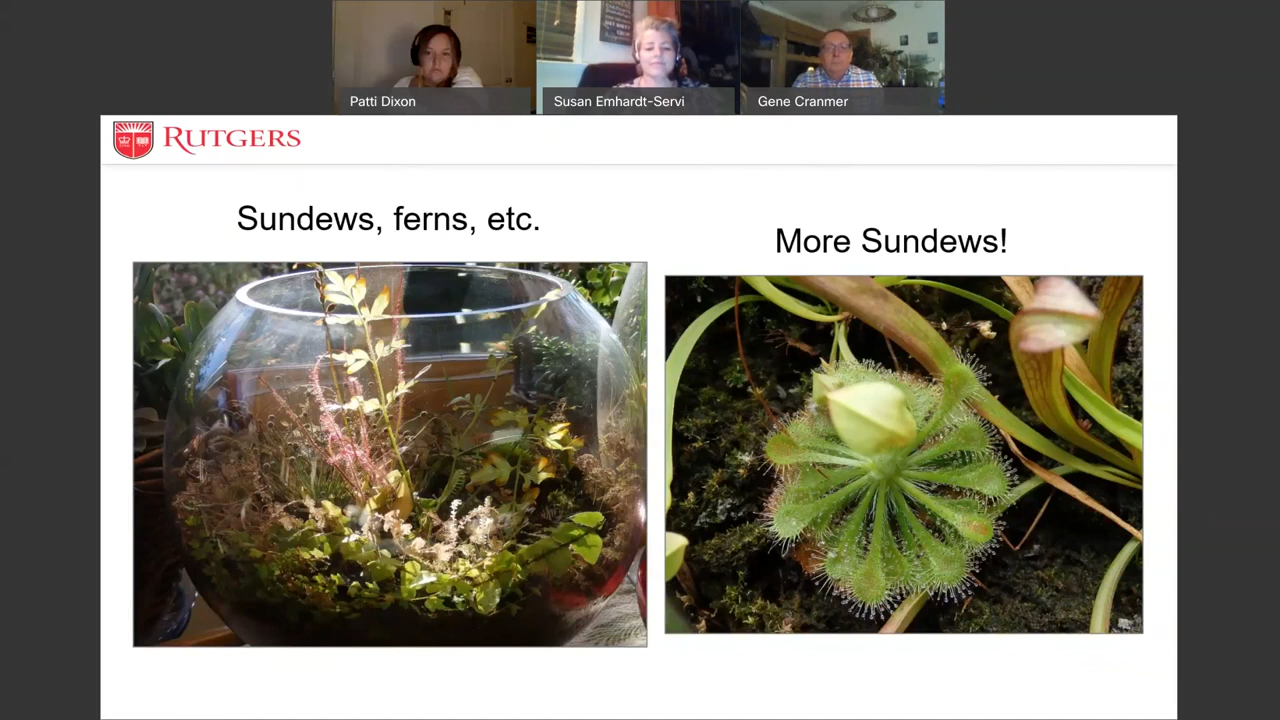 Patti Dixon
Susan Emhardt-Servi
Gene Cranmer
RUTGERS
Sundews, ferns, etc.
More Sundews!